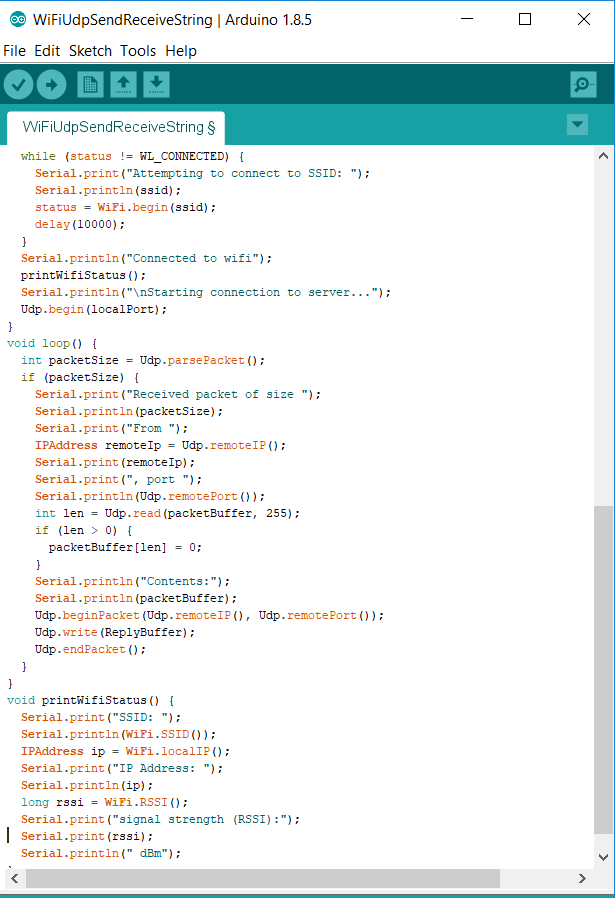 WiFiUdpSendReceiveString | Arduino 1.8.5
File Edit Sketch Tools Help
WiFiUdpSendReceiveString §
while (status != WL_CONNECTED) {
Serial.print("Attempting to connect to SSID: ");
Serial.println(ssid);
status = WiFi.begin(ssid);
delay(10000);
}
Serial.println("Connected to wifi");
printWifiStatus();
Serial.println("\nStarting connection to server...");
Udp.begin(localPort);
}
void loop() {
int packetSize = Udp.parsePacket();
if (packetSize) {
Serial.print("Received packet of size ");
Serial.println(packetSize);
Serial.print("From ");
IPAddress remoteIp = Udp.remoteIP();
Serial.print(remoteIp);
Serial.print(", port ");
Serial.println(Udp.remotePort());
int len = Udp.read(packetBuffer, 255);
if (len > 0) {
packetBuffer[len] = 0;
}
Serial.println("Contents:");
Serial.println(packetBuffer);
Udp.beginPacket(Udp.remoteIP(), Udp.remotePort());
Udp.write(ReplyBuffer);
Udp.endPacket();
}
}
void printWifiStatus() {
Serial.print("SSID: ");
Serial.println(WiFi.SSID());
IPAddress ip = WiFi.localIP();
Serial.print("IP Address: ");
Serial.println(ip);
long rssi = WiFi.RSSI();
Serial.print("signal strength (RSSI):");
Serial.print(rssi);
Serial.println(" dBm");